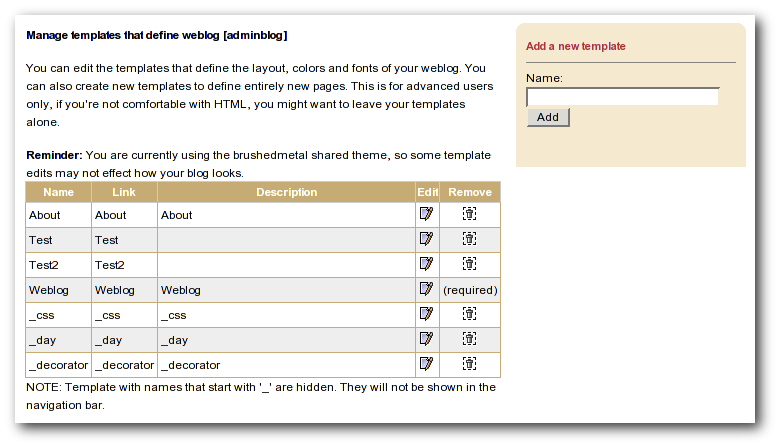 Manage templates that define weblog [adminblog]
You can edit the templates that define the layout, colors and fonts of your weblog. You
can also create new templates to define entirely new pages. This is for advanced users
only, if you're not comfortable with HTML, you might want to leave your templates
alone.
Reminder: You are currently using the brushedmetal shared theme, so some template
edits may not effect how your blog looks.
Name Link Description Edit Remove
About About About
Test Test
Test2 Test2
Weblog Weblog Weblog (required)
_css _css _css
_day _day _day
_decorator _decorator _decorator
NOTE: Template with names that start with '_' are hidden. They will not be shown in the
navigation bar.
Add a new template
Name:
Add